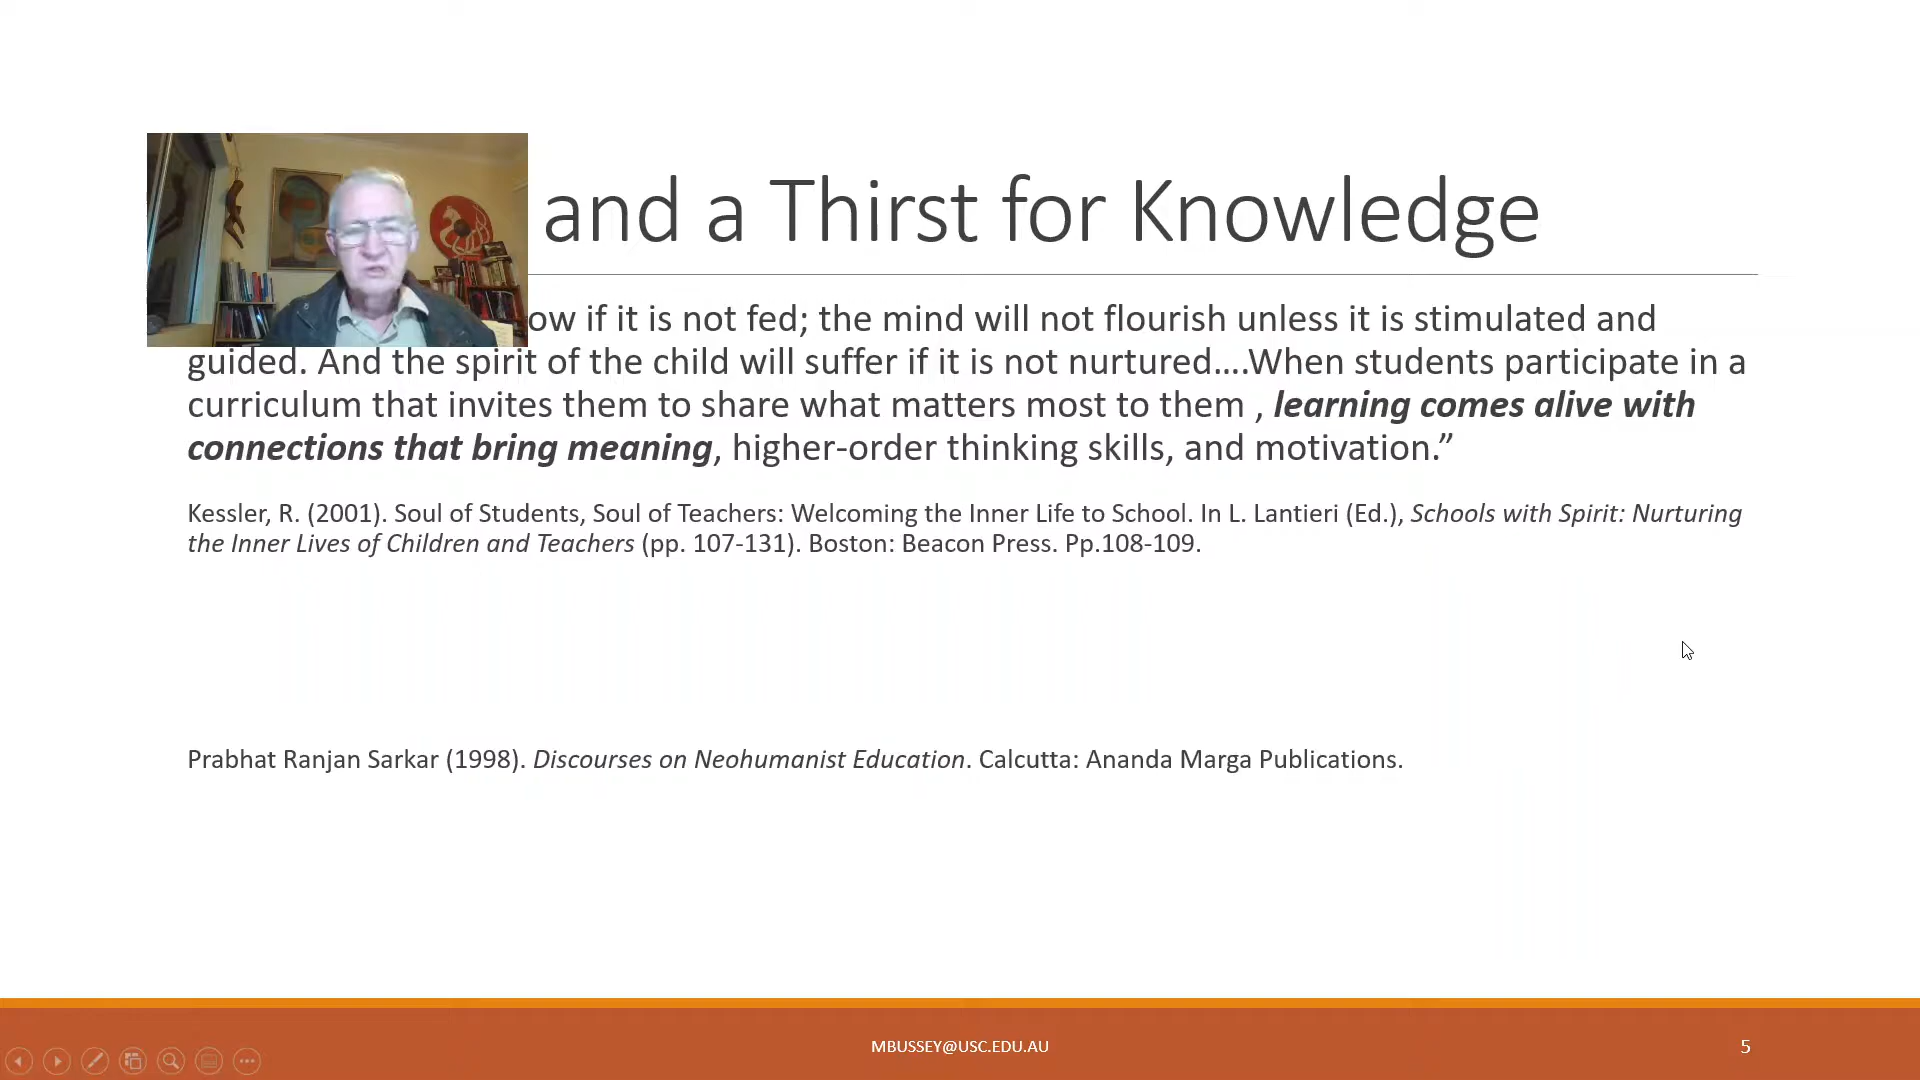 and a Thirst for Knowledge
if it is not fed; the mind will not flourish unless it is stimulated and
guided. And the spirit of the child will suffer if it is not nurtured....When students participate in a
curriculum that invites them to share what matters most to them , learning comes alive with
connections that bring meaning, higher-order thinking skills, and motivation.”
Kessler, R. (2001). Soul of Students, Soul of Teachers: Welcoming the Inner Life to School. In L. Lantieri (Ed.), Schools with Spirit: Nurturing
the Inner Lives of Children and Teachers (pp. 107-131). Boston: Beacon Press. Pp.108-109.
Prabhat Ranjan Sarkar (1998). Discourses on Neohumanist Education. Calcutta: Ananda Marga Publications.
MBUSSEY@USC.EDU.AU
5